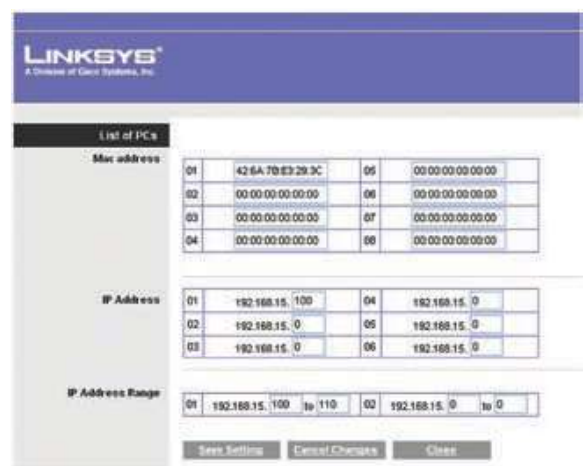 LINKSYS®
A Division of Cisco Systems, Inc.
List of PCs
Mac address
01 42:6A:7B:E3:29:3C 05 00:00:00:00:00:00
02 00:00:00:00:00:00 06 00:00:00:00:00:00
03 00:00:00:00:00:00 07 00:00:00:00:00:00
04 00:00:00:00:00:00 08 00:00:00:00:00:00
IP Address
01 192.168.15. 100 04 192.168.15. 0
02 192.168.15. 0 05 192.168.15. 0
03 192.168.15. 0 06 192.168.15. 0
IP Address Range
01 192.168.15. 100 to 110 02 192.168.15. 0 to 0
Save Setting Cancel Changes Close